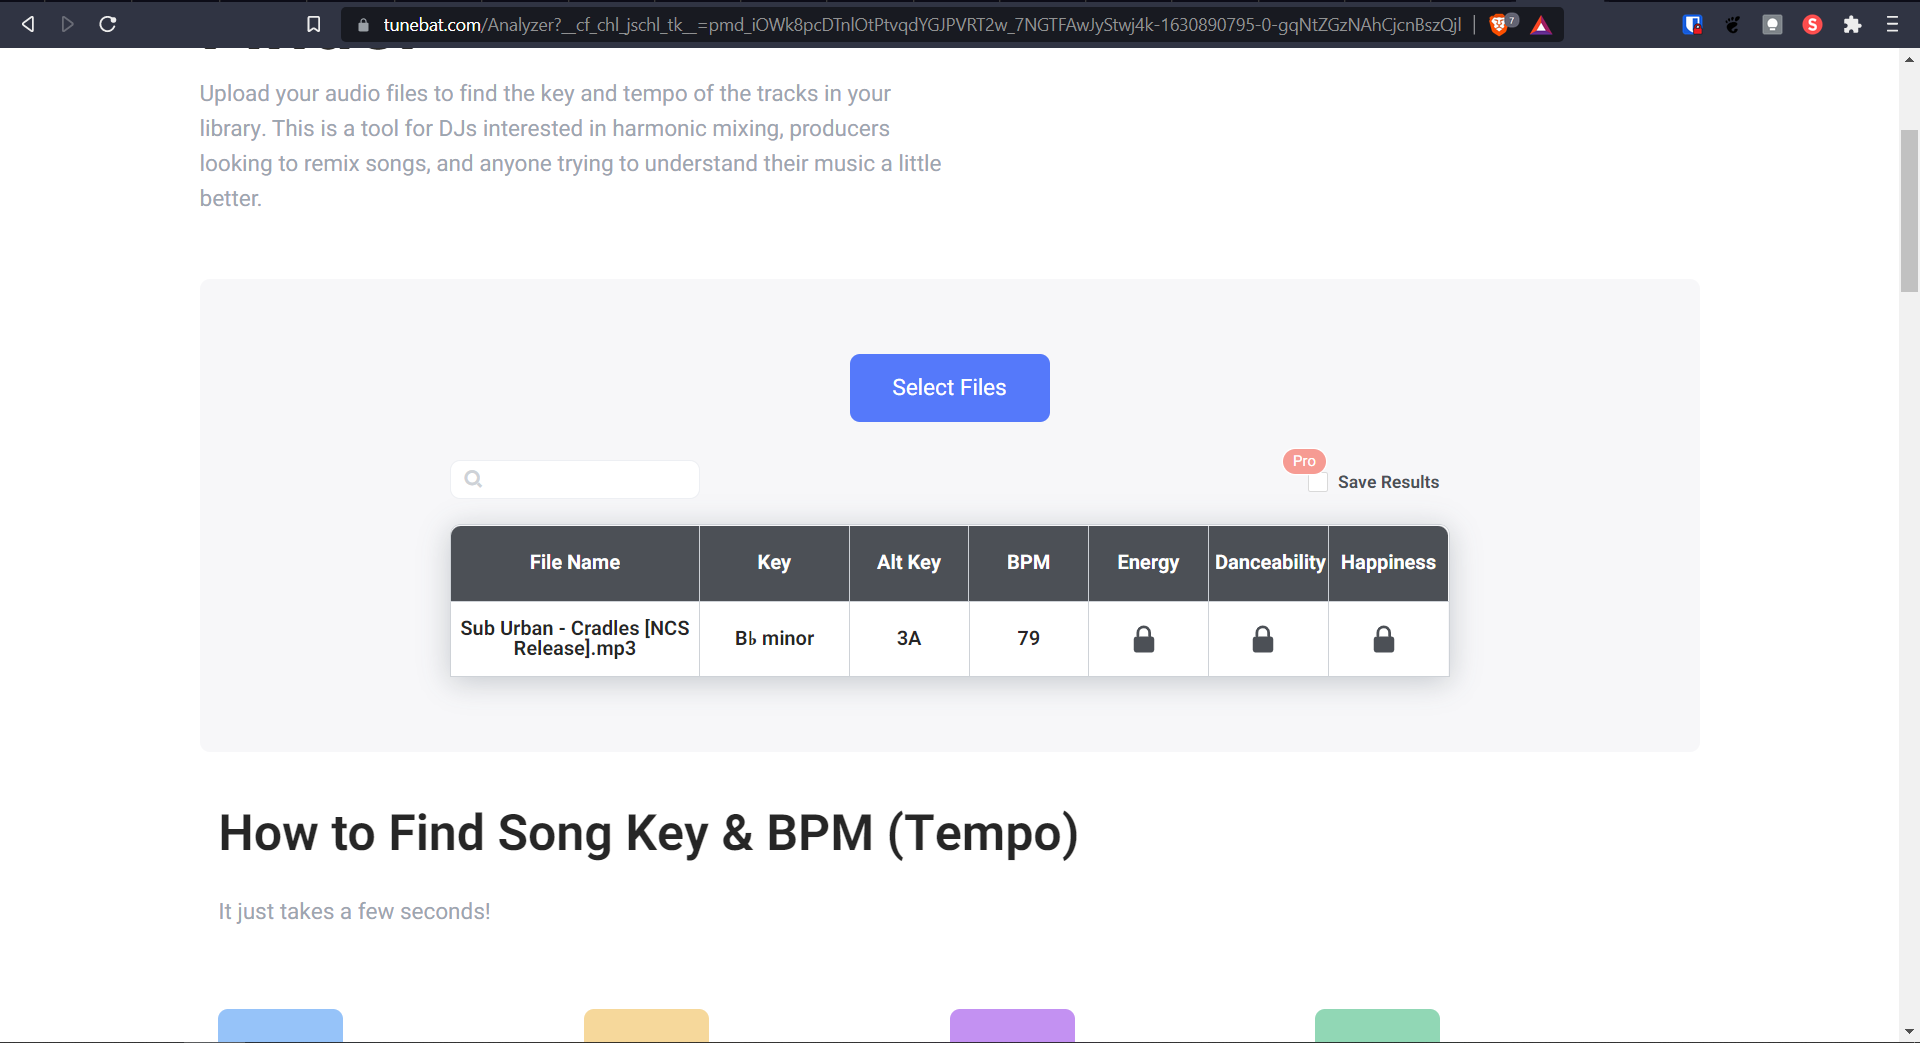 tunebat.com/Analyzer?__cf_chl_jschl_tk__=pmd_iOWk8pcDTnlOtPtvqdYGJPVRT2w_7NGTFAwJyStwj4k-1630890795-0-gqNtZGzNAhCjcnBszQjl
7
S
Upload your audio files to find the key and tempo of the tracks in your
library. This is a tool for DJs interested in harmonic mixing, producers
looking to remix songs, and anyone trying to understand their music a little
better.
Select Files
Pro
Save Results
File Name Key Alt Key BPM Energy Danceability Happiness
Sub Urban - Cradles [NCS
Release].mp3 B♭ minor 3A 79
How to Find Song Key & BPM (Tempo)
It just takes a few seconds!